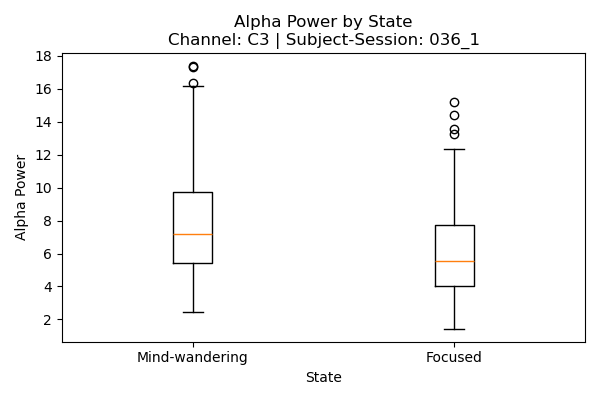 Alpha Power by State
Channel: C3 | Subject-Session: 036_1
Alpha Power
18
16
14
12
10
8
6
4
2
Mind-wandering
Focused
State